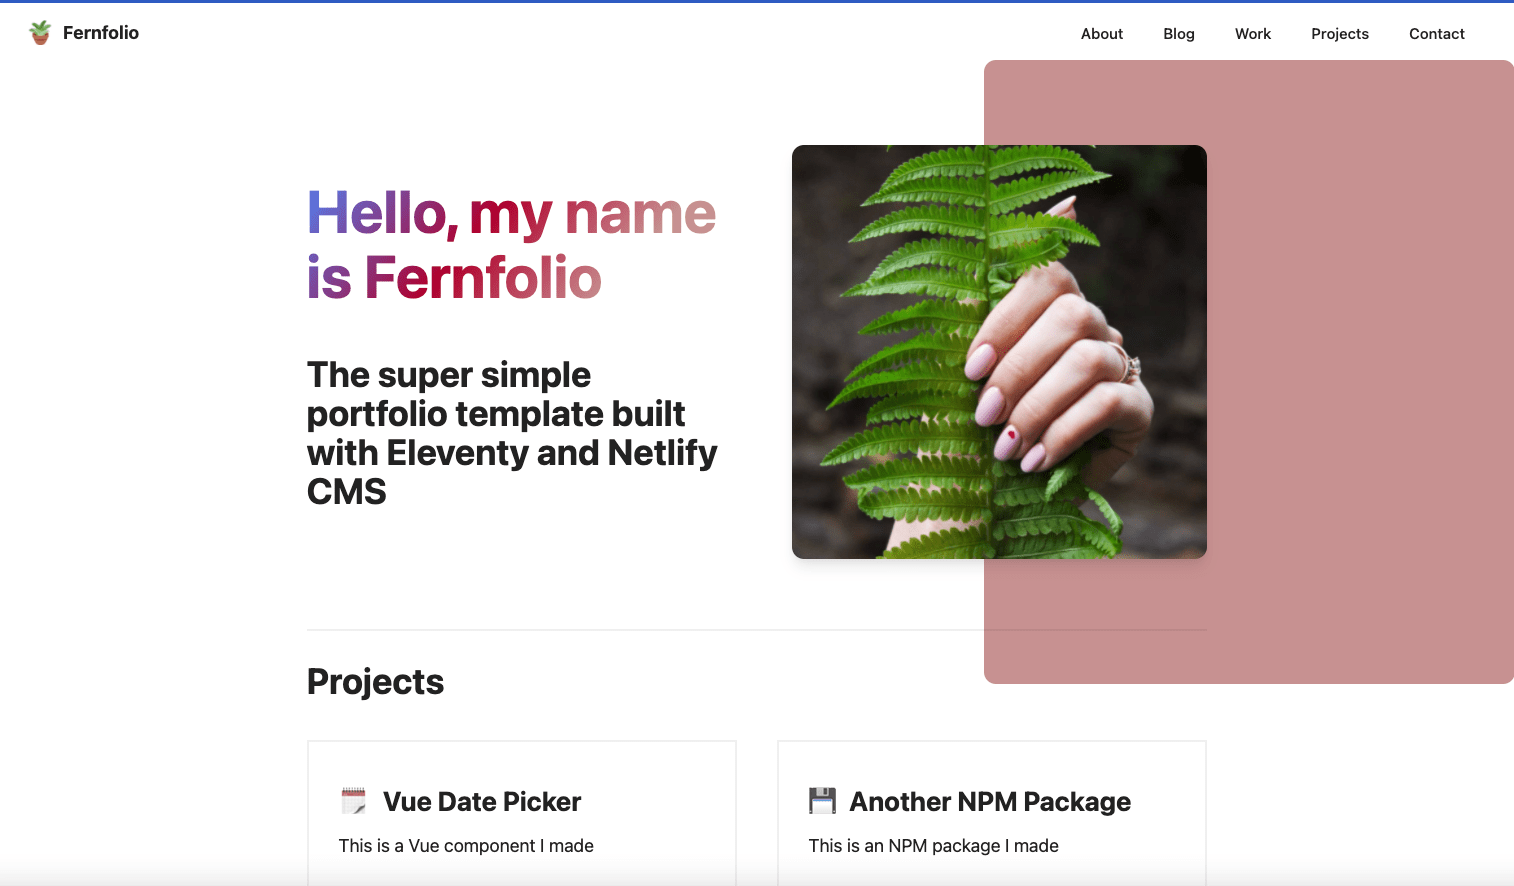 Fernfolio
About Blog Work Projects Contact
Hello, my name
is Fernfolio
The super simple
portfolio template built
with Eleventy and Netlify
CMS
Projects
Vue Date Picker
This is a Vue component I made
Another NPM Package
This is an NPM package I made